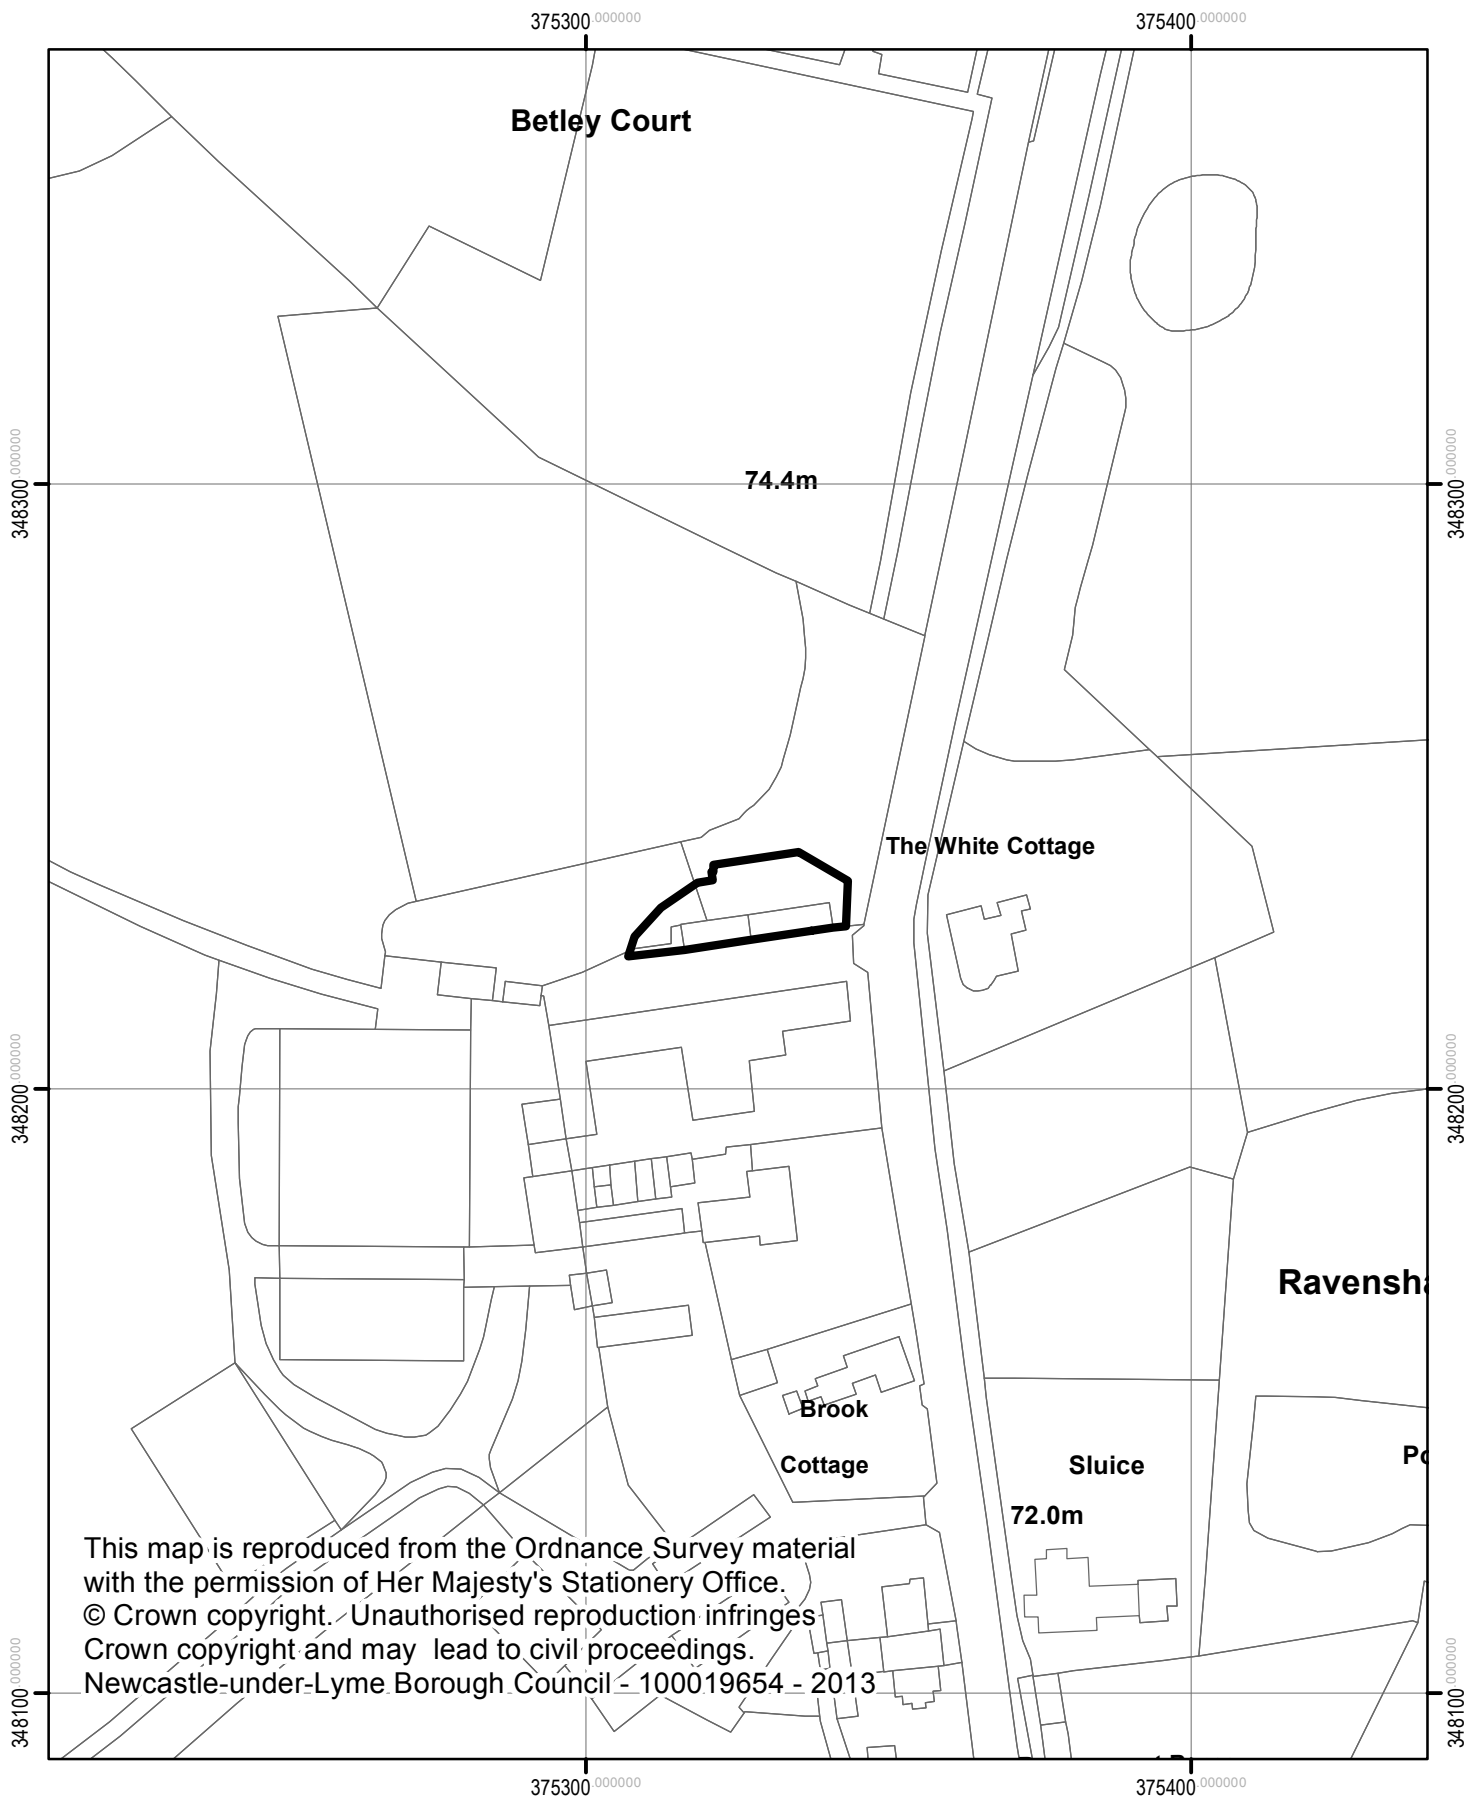 375300.000000
375400.000000
Betley Court
348300.000000
74.4m
348300.000000
The White Cottage
348200.000000
348200.000000
Brook
Cottage
Sluice
72.0m
This map is reproduced from the Ordnance Survey material
with the permission of Her Majesty's Stationery Office.
© Crown copyright. Unauthorised reproduction infringes
Crown copyright and may lead to civil proceedings.
Newcastle-under-Lyme Borough Council - 100019654 - 2013
348100.000000
348100.000000
375300.000000
375400.000000